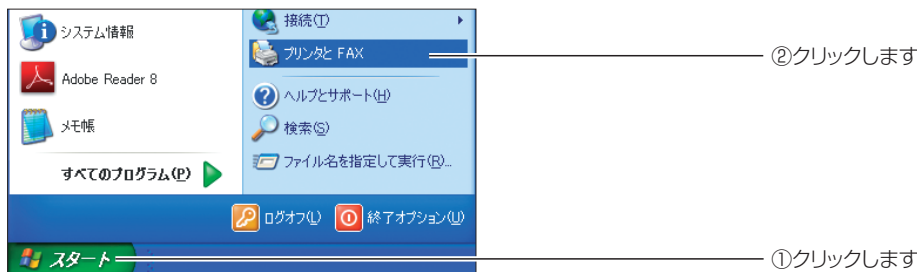 システム情報
Adobe Reader 8
メモ帳
すべてのプログラム(P)
接続(T)
プリンタと FAX
ヘルプとサポート(H)
検索(S)
ファイル名を指定して実行(R)...
ログオフ(L)
終了オプション(U)
スタート
②クリックします
①クリックします